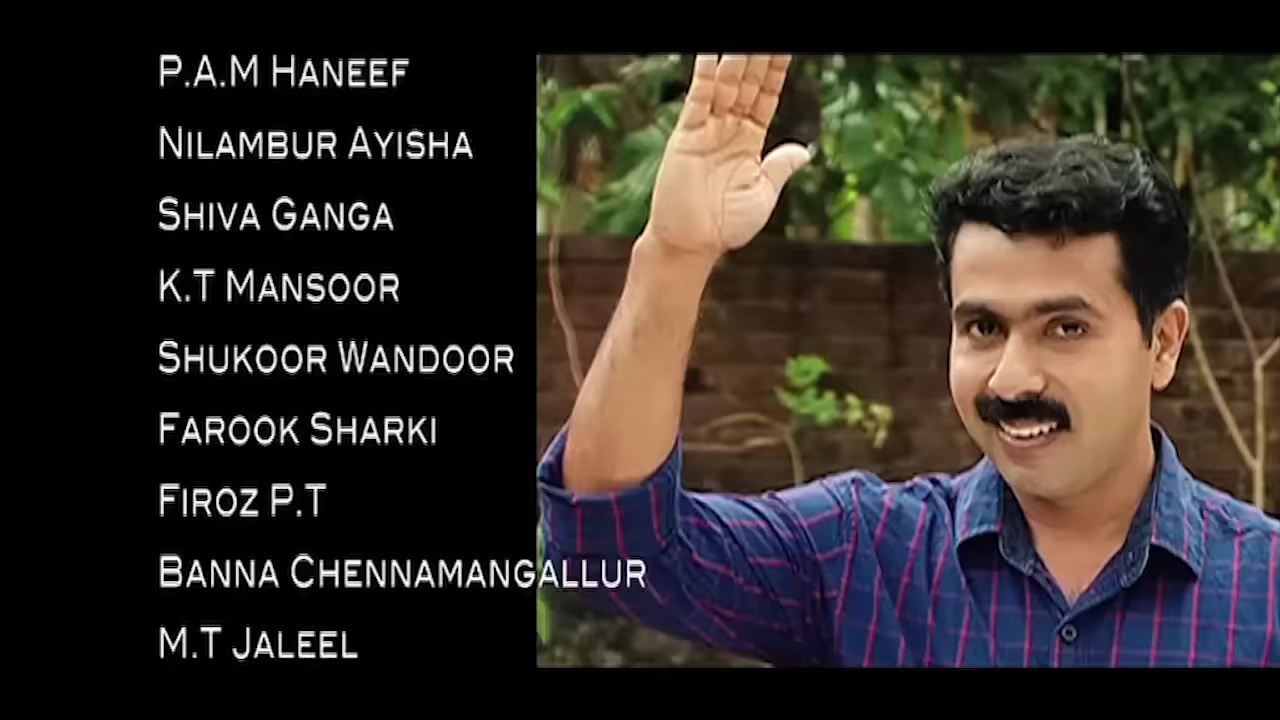 P.A.M Haneef
Nilambur Ayisha
Shiva Ganga
K.T Mansoor
Shukoor Wandoor
Farook Sharki
Firoz P.T
Banna Chennamangallur
M.T Jaleel